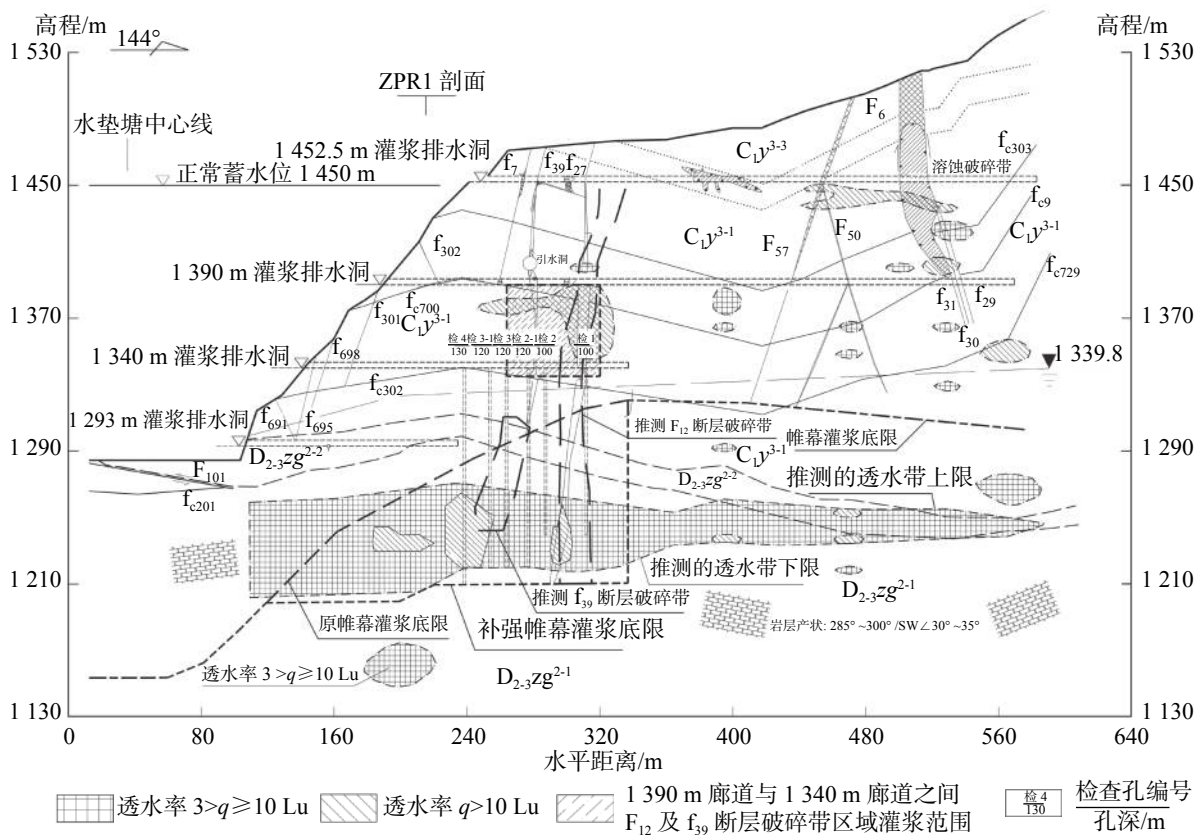 高程/m
高程/m
144°
1 530
1 530
ZPR1 剖面
F6
水垫塘中心线
1 452.5 m 灌浆排水洞
f7
f39
f27
C1y3-3
fc303
溶蚀破碎带
正常蓄水位 1 450 m
1 450
1 450
fc9
f302
C1y3-1
F57
F50
C1y3-1
引水洞
fc729
1 390 m 灌浆排水洞
f301
fc700
C1y3-1
f31
f29
1 370
1 370
f698
f30
检 4
130
检 3-1
120
检 3
120
检 2-1
120
检 2
100
检 1
100
1 340 m 灌浆排水洞
1 339.8
fc302
1 293 m 灌浆排水洞
f691
f695
推测 F12 断层破碎带
帷幕灌浆底限
1 290
1 290
D2-3zg2-2
C1y3-1
F101
D2-3zg2-2
推测的透水带上限
fc201
1 210
1 210
推测的透水带下限
推测 f39 断层破碎带
D2-3zg2-1
原帷幕灌浆底限
补强帷幕灌浆底限
岩层产状: 285° ~300° /SW∠30° ~35°
透水率 3 >q≥10 Lu
D2-3zg2-1
1 130
1 130
0
80
160
240
320
400
480
560
640
水平距离/m
透水率 3>q≥10 Lu
透水率 q>10 Lu
1 390 m 廊道与 1 340 m 廊道之间
F12 及 f39 断层破碎带区域灌浆范围
检 4
130
检查孔编号
孔深/m